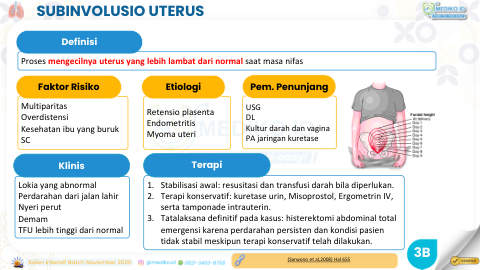 SUBINVOLUSIO UTERUS
Definisi
Proses mengecilnya uterus yang lebih lambat dari normal saat masa nifas
Faktor Risiko
Multiparitas
Overdistensi
Kesehatan ibu yang buruk
SC
Etiologi
Retensio plasenta
Endometritis
Myoma uteri
Pem. Penunjang
USG
DL
Kultur darah dan vagina
PA jaringan kuretase
Klinis
Lokia yang abnormal
Perdarahan dari jalan lahir
Nyeri perut
Demam
TFU lebih tinggi dari normal
Terapi
1. Stabilisasi awal: resusitasi dan transfusi darah bila diperlukan.
2. Terapi konservatif: kuretase urin, Misoprostol, Ergometrin IV,
serta tamponade intrauterin.
3. Tatalaksana definitif pada kasus: histerektomi abdominal total
emergensi karena perdarahan persisten dan kondisi pasien
tidak stabil meskipun terapi konservatif telah dilakukan.
3B